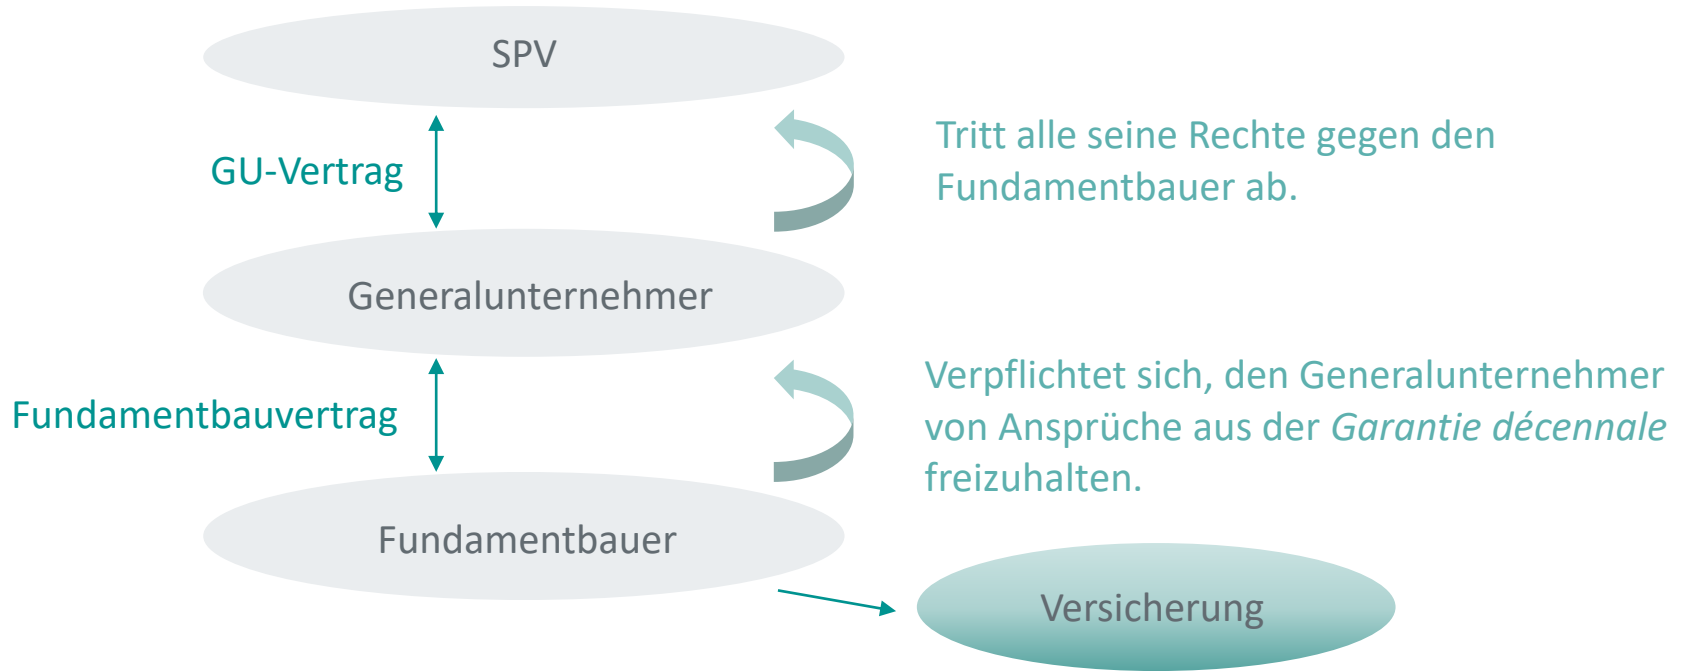 SPV
GU-Vertrag
Tritt alle seine Rechte gegen den
Fundamentbauer ab.
Generalunternehmer
Fundamentbauvertrag
Verpflichtet sich, den Generalunternehmer
von Ansprüche aus der Garantie décennale
freizuhalten.
Fundamentbauer
Versicherung